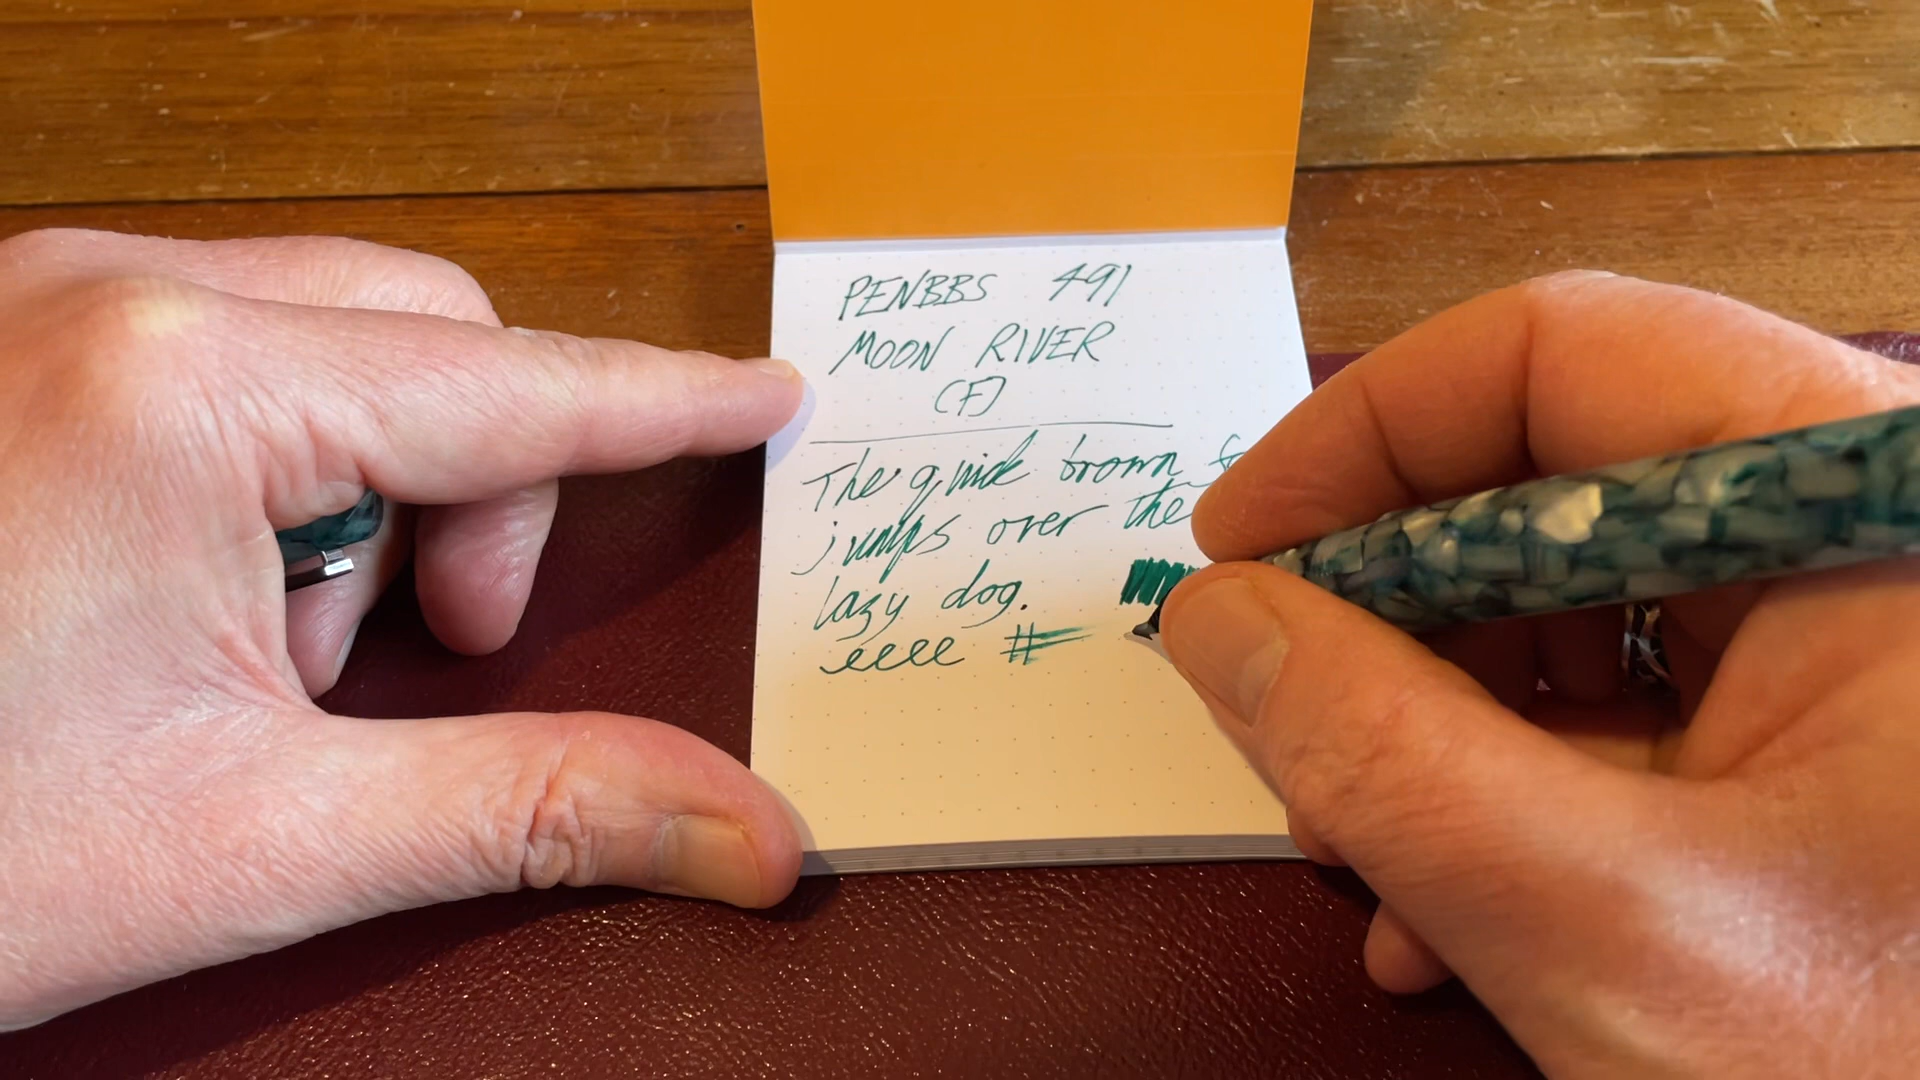 PENBBS 491
MOON RIVER
(F)
The quick brown
jumps over the
lazy dog.
eeee #